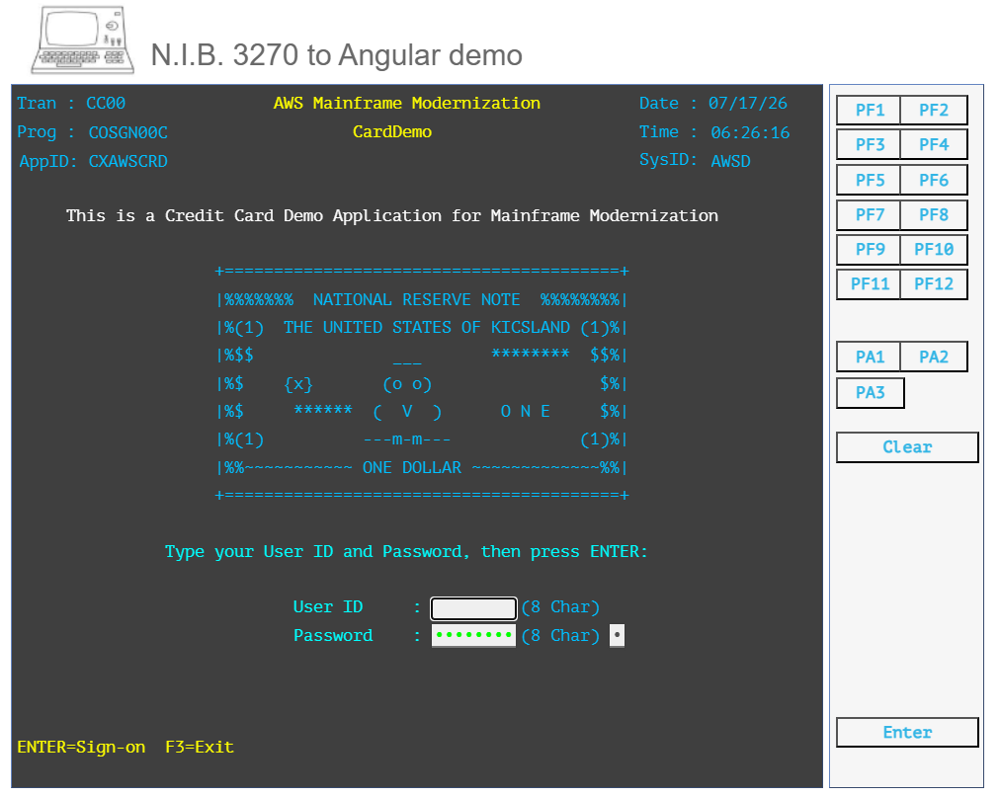 N.I.B. 3270 to Angular demo
Tran : CC00 AWS Mainframe Modernization Date : 07/17/26
Prog : COSGN00C CardDemo Time : 06:26:16
AppID: CXAWSCRD SysID: AWSD
This is a Credit Card Demo Application for Mainframe Modernization
+========================================+
|%%%%%%% NATIONAL RESERVE NOTE %%%%%%%%|
|%(1) THE UNITED STATES OF KICSLAND (1)%|
|%$$ ___ ******** $$%|
|%$ {x} (o o) $%|
|%$ ****** ( V ) O N E $%|
|%(1) ---m-m--- (1)%|
|%%~~~~~~~~~~~ ONE DOLLAR ~~~~~~~~~~~~~%%|
+========================================+
Type your User ID and Password, then press ENTER:
User ID : (8 Char)
Password : •••••••• (8 Char) •
ENTER=Sign-on F3=Exit
PF1 PF2
PF3 PF4
PF5 PF6
PF7 PF8
PF9 PF10
PF11 PF12
PA1 PA2
PA3
Clear
Enter